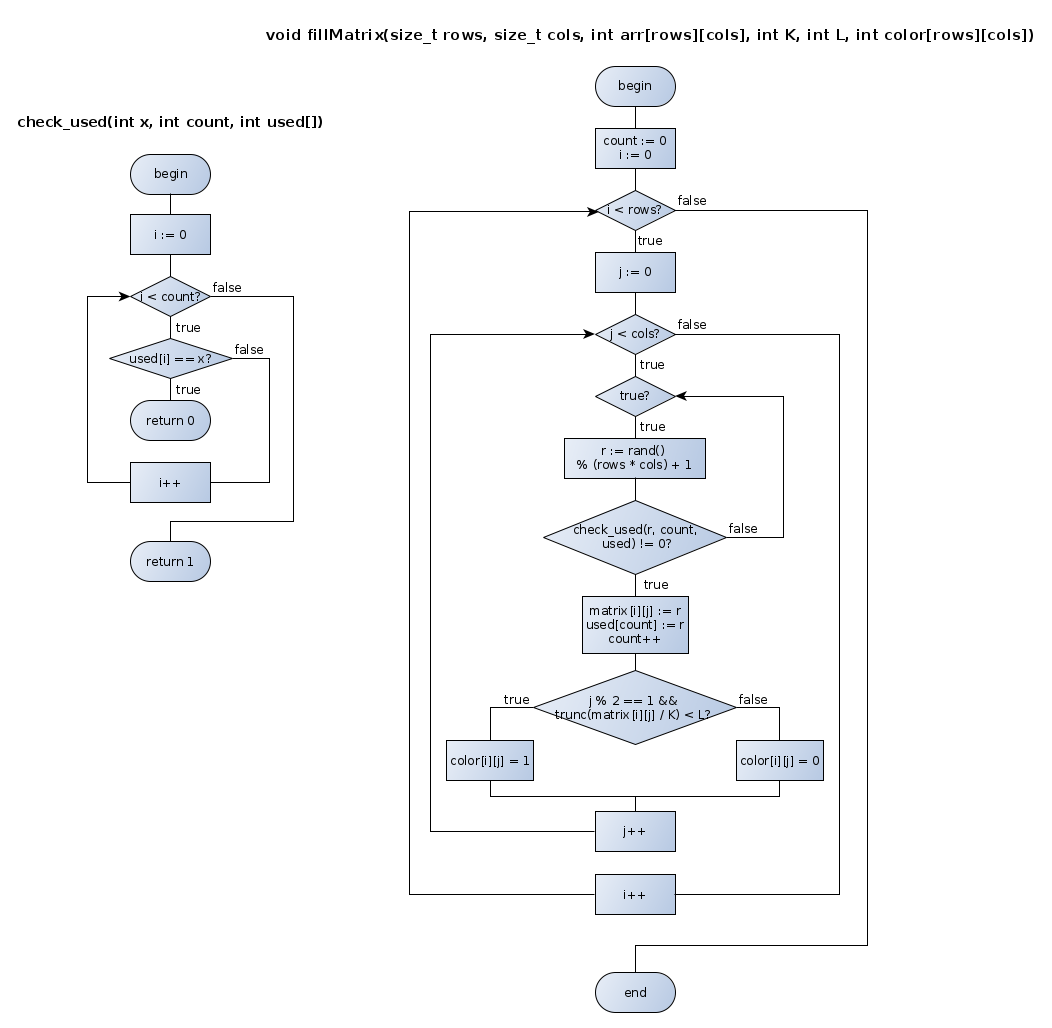 void fillMatrix(size_t rows, size_t cols, int arr[rows][cols], int K, int L, int color[rows][cols])
check_used(int x, int count, int used[])
begin
i := 0
i < count?
false
true
used[i] == x?
false
true
return 0
i++
return 1
begin
count := 0
i := 0
i < rows?
false
true
j := 0
j < cols?
false
true
true?
true
r := rand()
% (rows * cols) + 1
check_used(r, count,
used) != 0?
false
true
matrix[i][j] := r
used[count] := r
count++
true
j % 2 == 1 &&
trunc(matrix[i][j] / K) < L?
false
color[i][j] = 1
color[i][j] = 0
j++
i++
end